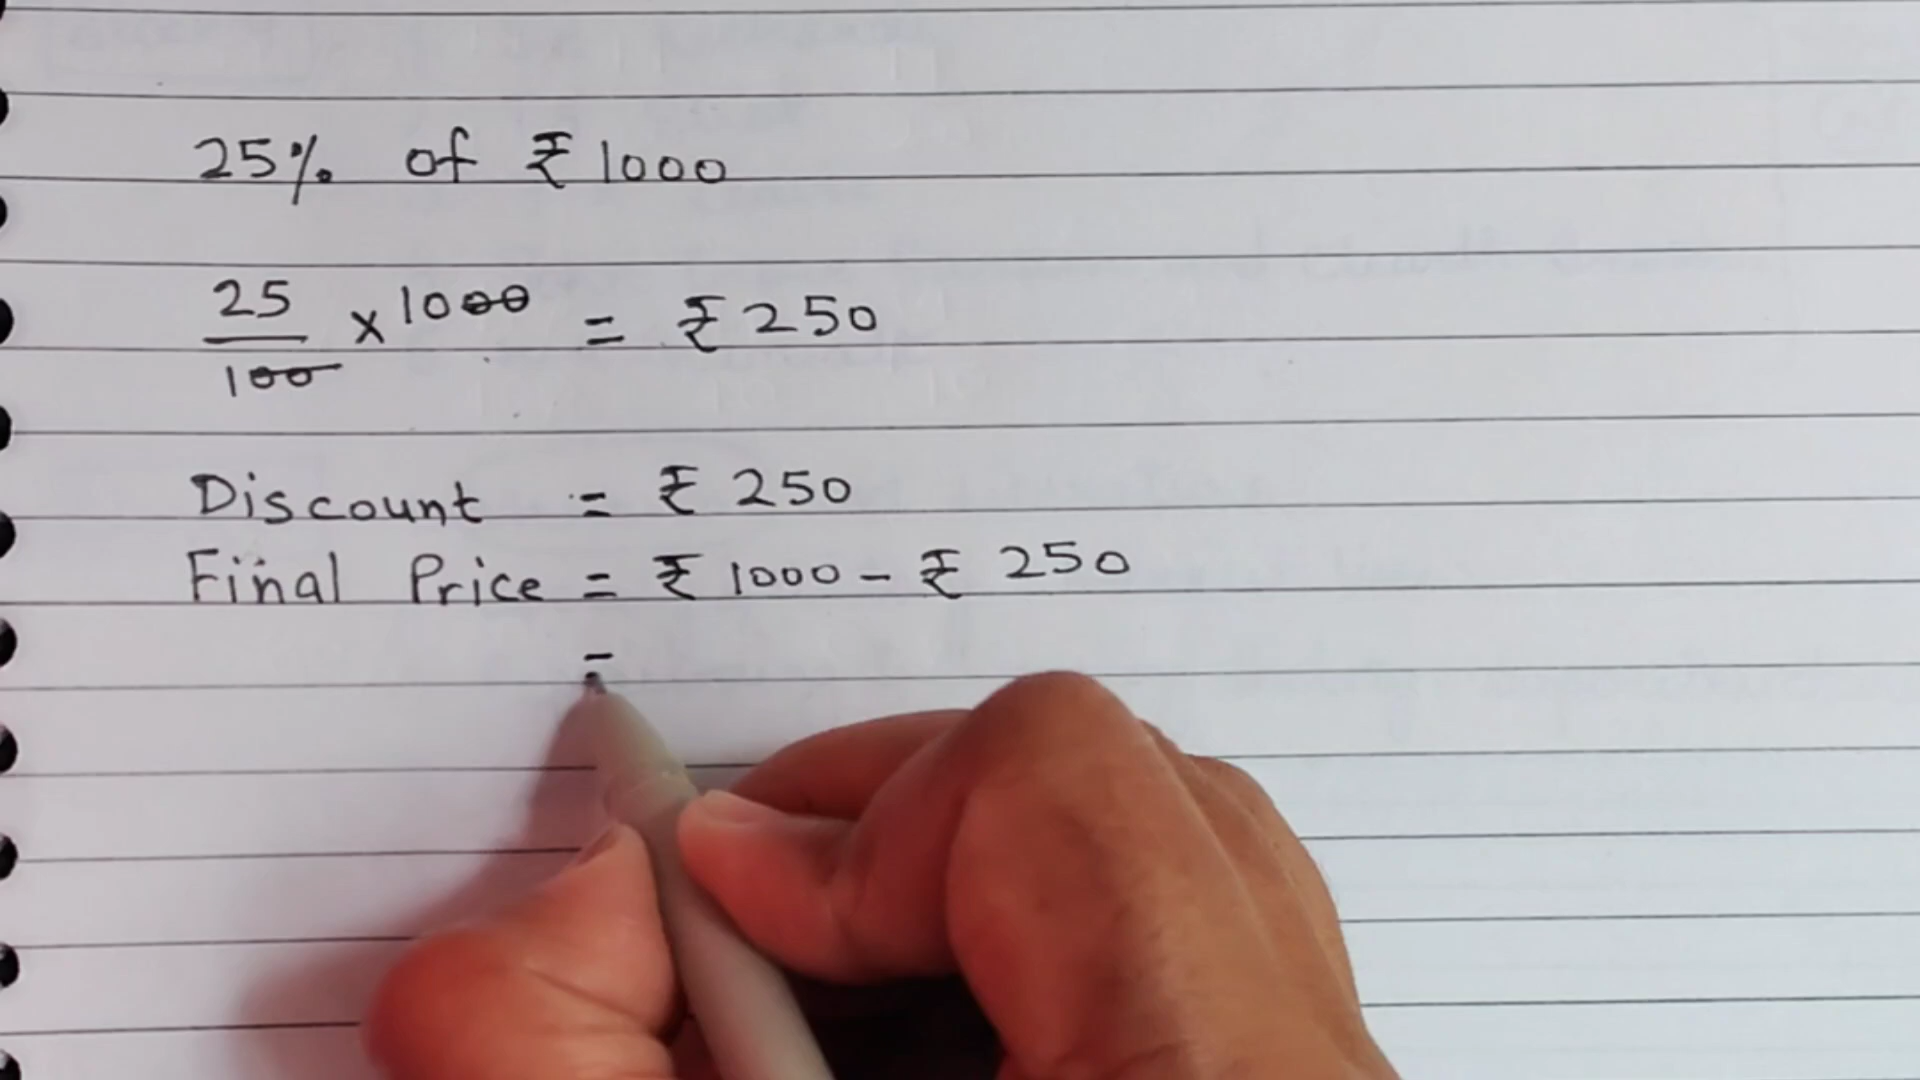 25% of ₹ 1000
25/100 × 1000 = ₹ 250
Discount = ₹ 250
Final Price = ₹ 1000 - ₹ 250
=